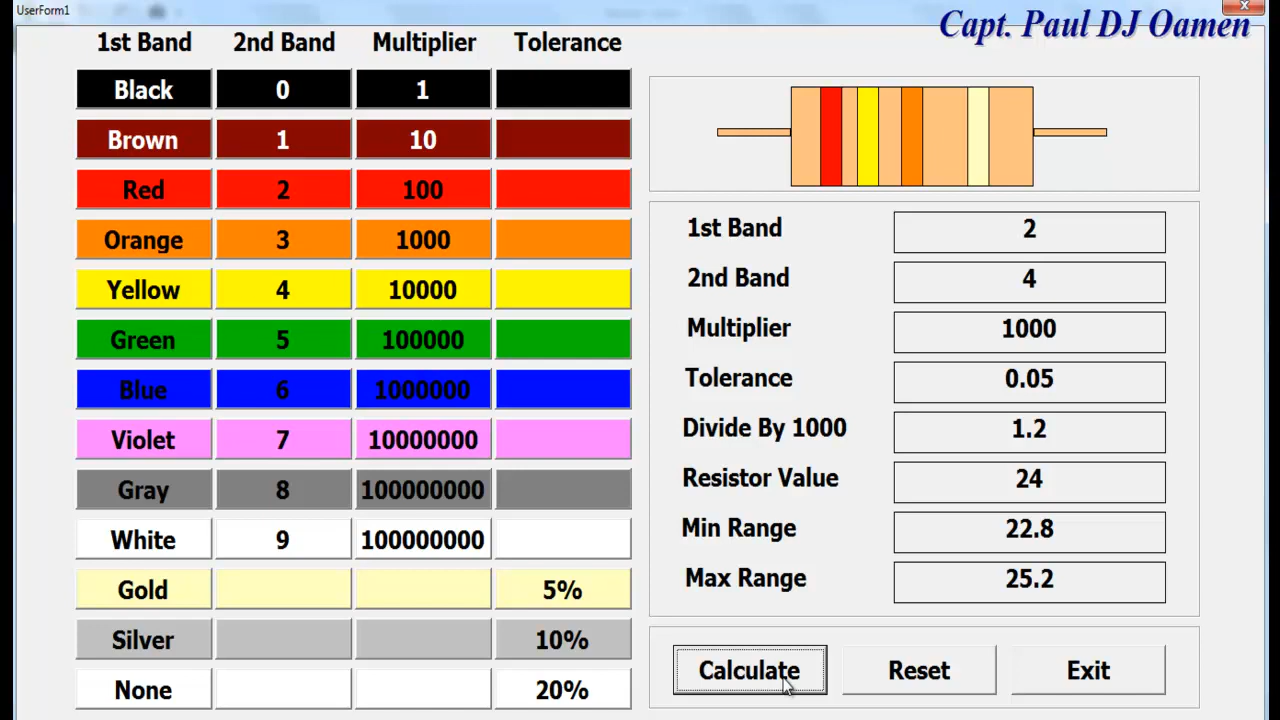 UserForm1
Capt. Paul DJ Oamen
1st Band 2nd Band Multiplier Tolerance
Black 0 1
Brown 1 10
Red 2 100
Orange 3 1000
Yellow 4 10000
Green 5 100000
Blue 6 1000000
Violet 7 10000000
Gray 8 100000000
White 9 100000000
Gold 5%
Silver 10%
None 20%
1st Band 2
2nd Band 4
Multiplier 1000
Tolerance 0.05
Divide By 1000 1.2
Resistor Value 24
Min Range 22.8
Max Range 25.2
Calculate Reset Exit